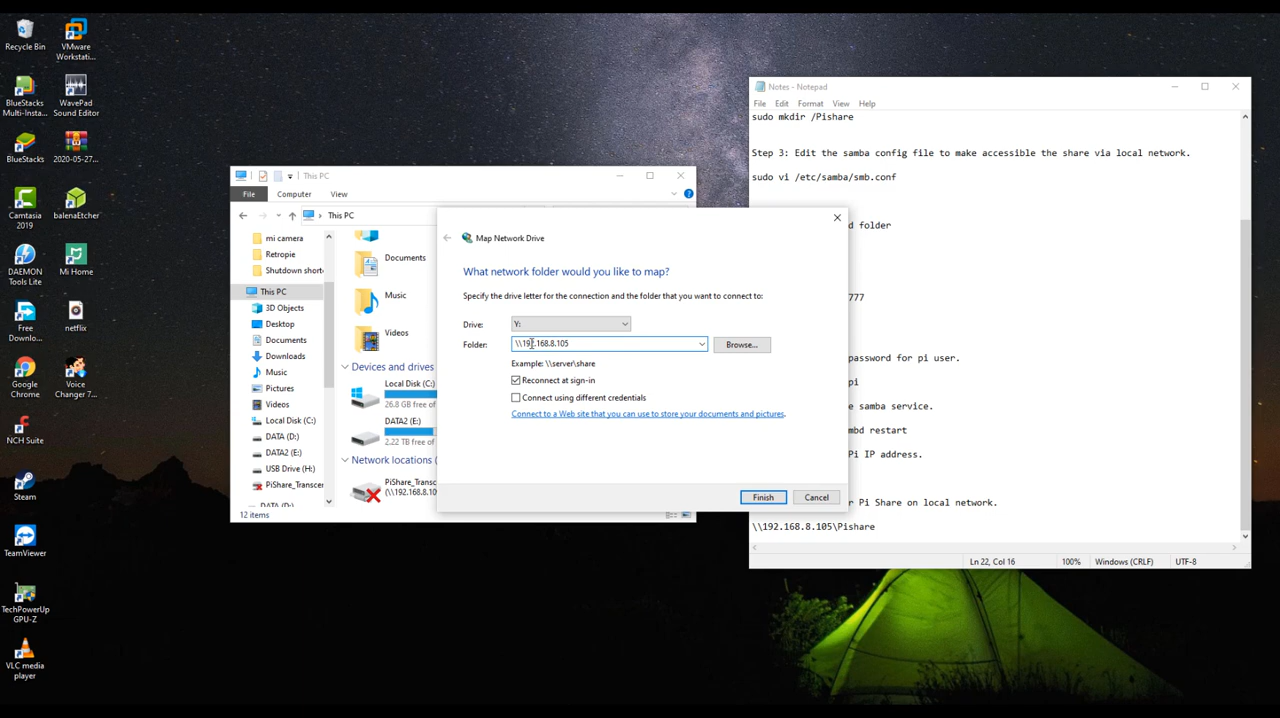 Recycle Bin
VMware
Workstati...
BlueStacks
Multi-Insta...
WavePad
Sound Editor
BlueStacks
2020-05-27...
Camtasia
2019
balenaEtcher
DAEMON
Tools Lite
Mi Home
Free
Downlo...
netflix
Google
Chrome
Voice
Changer 7....
NCH Suite
Steam
TeamViewer
TechPowerUp
GPU-Z
VLC media
player
This PC
File
Computer
View
This PC
mi camera
Retropie
Shutdown short
This PC
3D Objects
Desktop
Documents
Downloads
Music
Pictures
Videos
Local Disk (C:)
DATA (D:)
DATA2 (E:)
USB Drive (H:)
PiShare_Transcer
DATA (D:)
Documents
Music
Videos
Devices and drives
Local Disk (C:)
26.8 GB free of
DATA2 (E:)
2.22 TB free of
Network locations (
PiShare_Transc
(\\192.168.8.10
12 items
Map Network Drive
What network folder would you like to map?
Specify the drive letter for the connection and the folder that you want to connect to:
Drive:
Y:
Folder:
\\192.168.8.105
Browse...
Example: \\server\share
Reconnect at sign-in
Connect using different credentials
Connect to a Web site that you can use to store your documents and pictures.
Finish
Cancel
Notes - Notepad
File Edit Format View Help
sudo mkdir /Pishare
Step 3: Edit the samba config file to make accessible the share via local network.
sudo vi /etc/samba/smb.conf
d folder
777
password for pi user.
pi
e samba service.
mbd restart
Pi IP address.
r Pi Share on local network.
\\192.168.8.105\Pishare
Ln 22, Col 16
100%
Windows (CRLF)
UTF-8